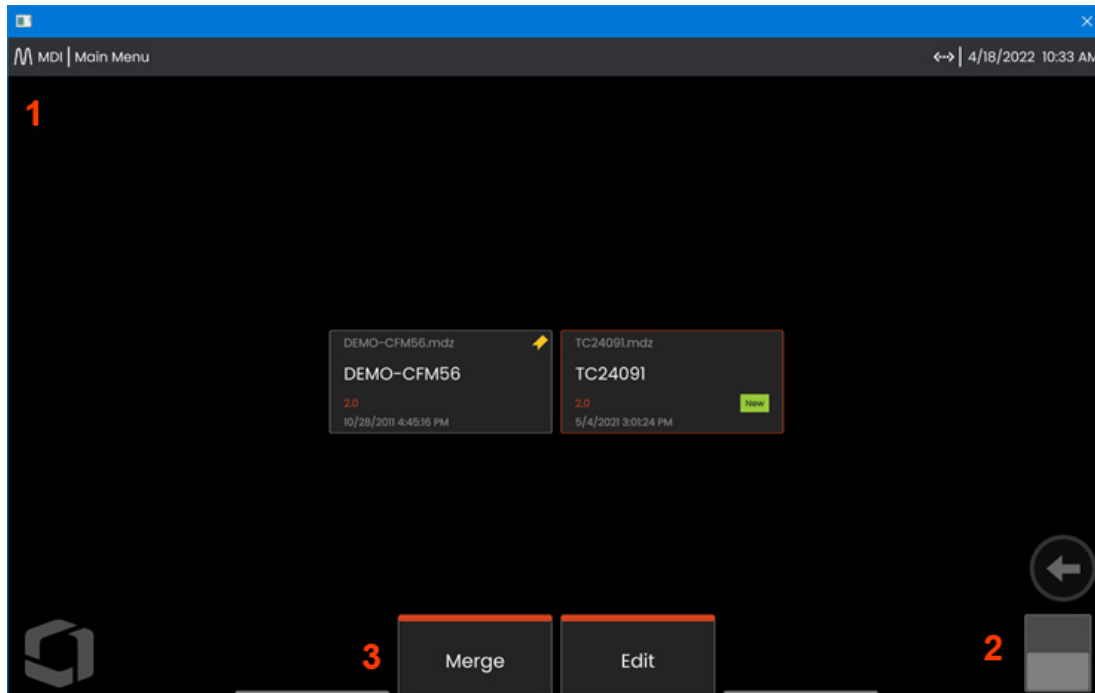 MDI | Main Menu
4/18/2022 10:33 AM
1
DEMO-CFM56.mdz
DEMO-CFM56
2.0
10/28/2011 4:45:16 PM
TC24091.mdz
TC24091
2.0
New
5/4/2021 3:01:24 PM
2
3
Merge
Edit